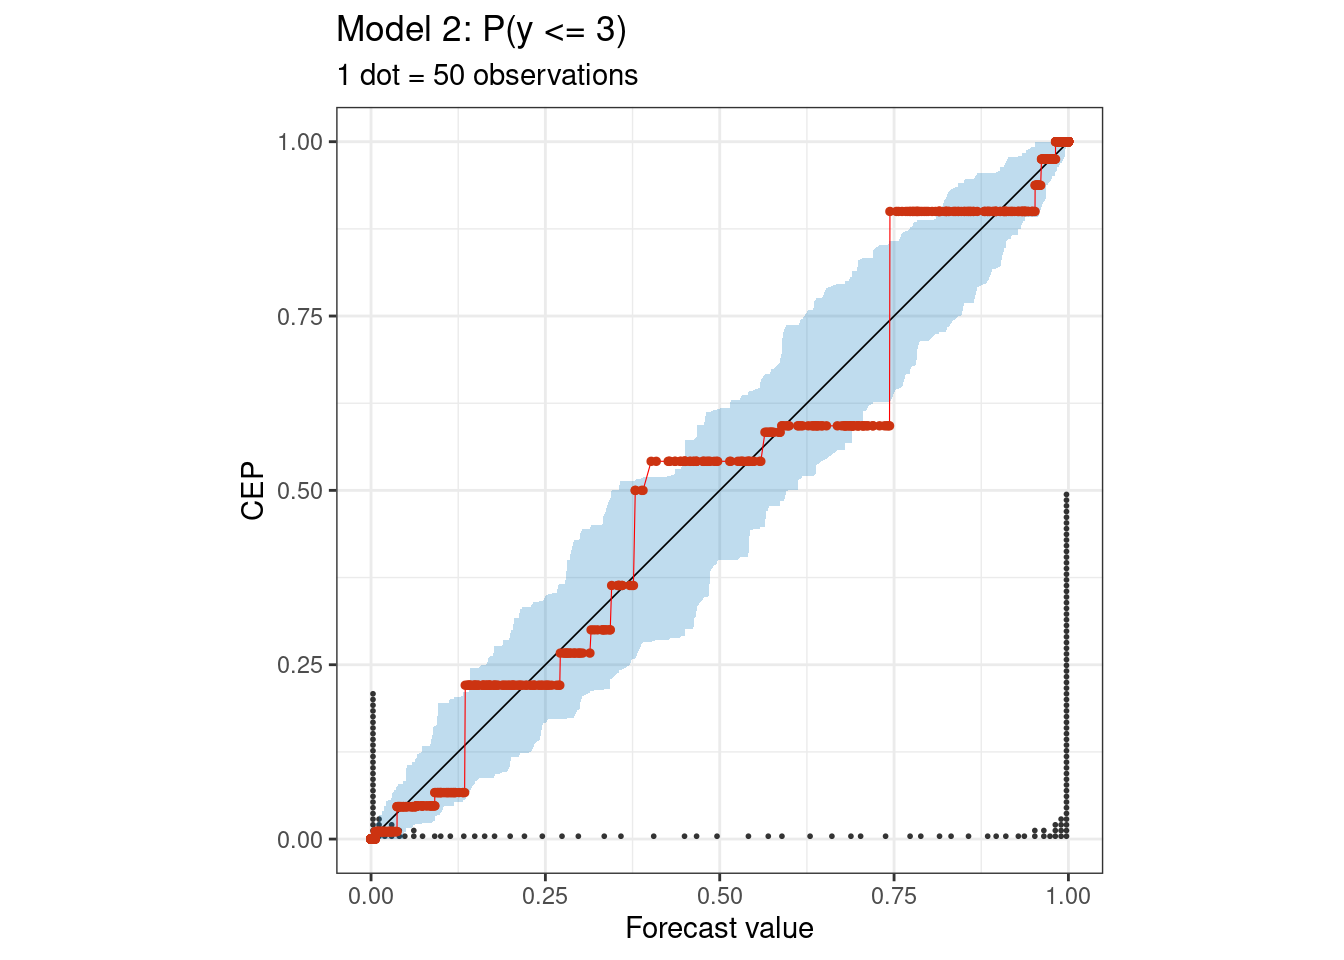 Model 2: P(y <= 3)
1 dot = 50 observations
1.00
0.75
0.50
0.25
0.00
CEP
0.00 0.25 0.50 0.75 1.00
Forecast value